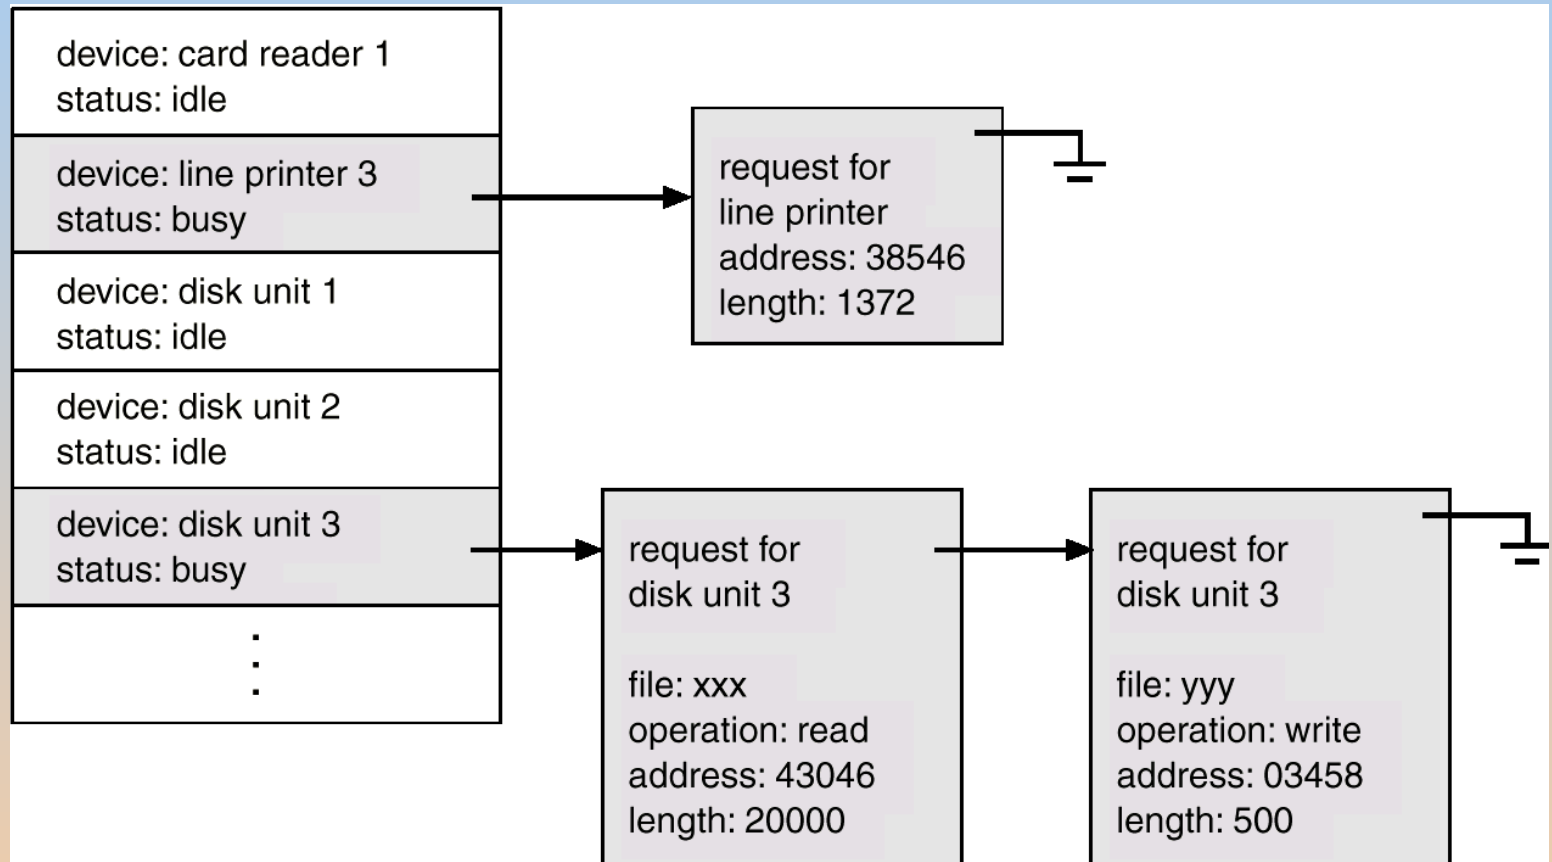 device: card reader 1
status: idle
device: line printer 3
status: busy
device: disk unit 1
status: idle
device: disk unit 2
status: idle
device: disk unit 3
status: busy
request for
line printer
address: 38546
length: 1372
request for
disk unit 3
file: xxx
operation: read
address: 43046
length: 20000
request for
disk unit 3
file: yyy
operation: write
address: 03458
length: 500